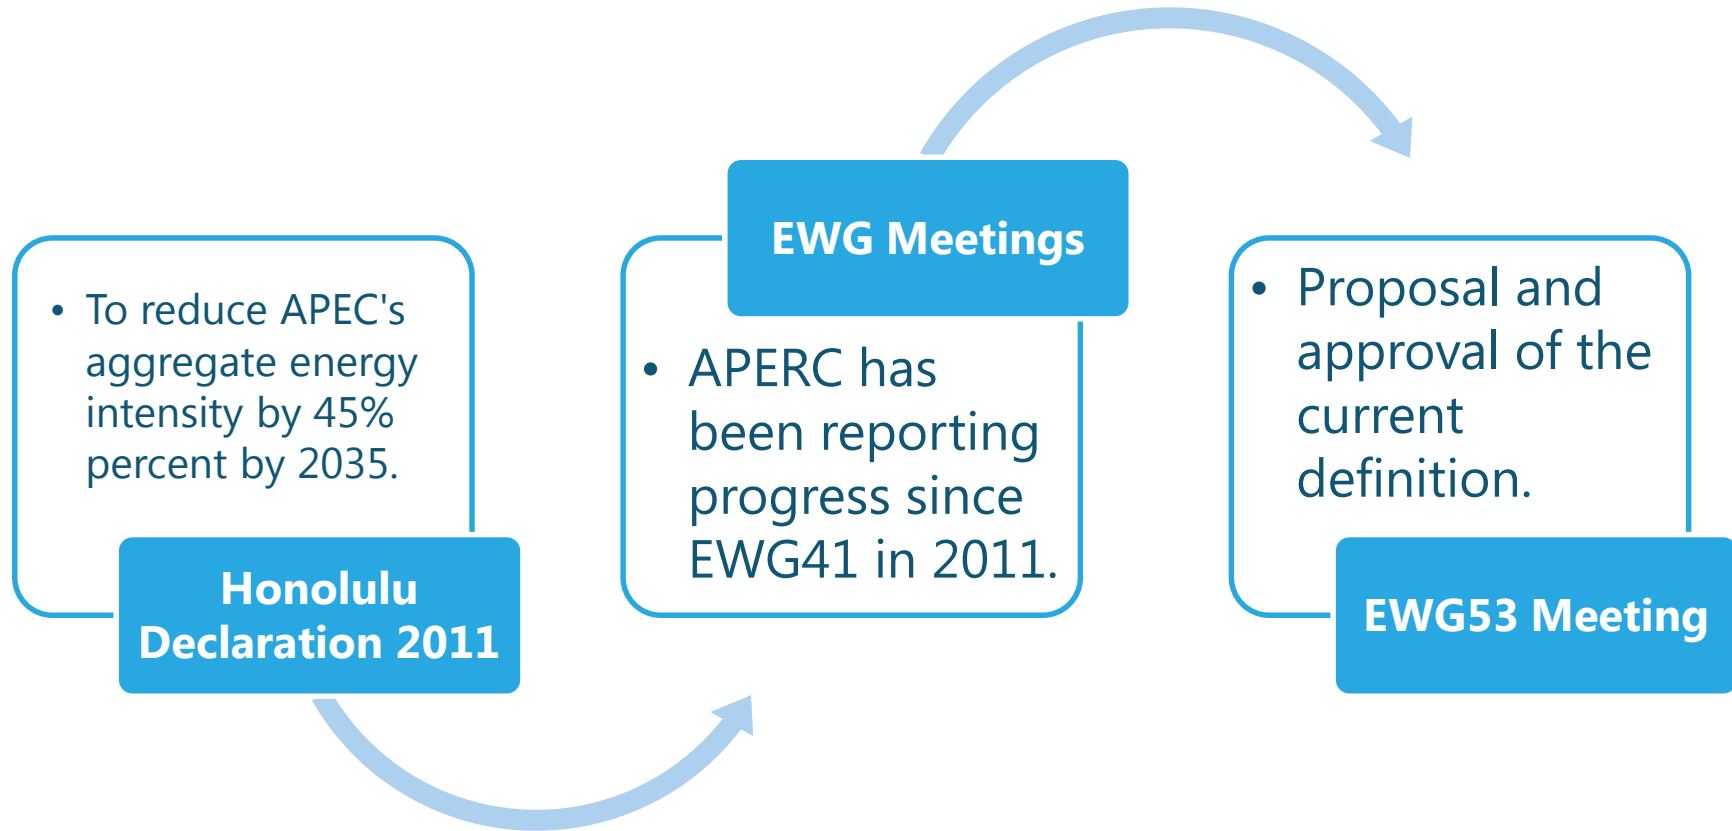 • To reduce APEC's
aggregate energy
intensity by 45%
percent by 2035.
Honolulu
Declaration 2011
EWG Meetings
• APERC has
been reporting
progress since
EWG41 in 2011.
• Proposal and
approval of the
current
definition.
EWG53 Meeting